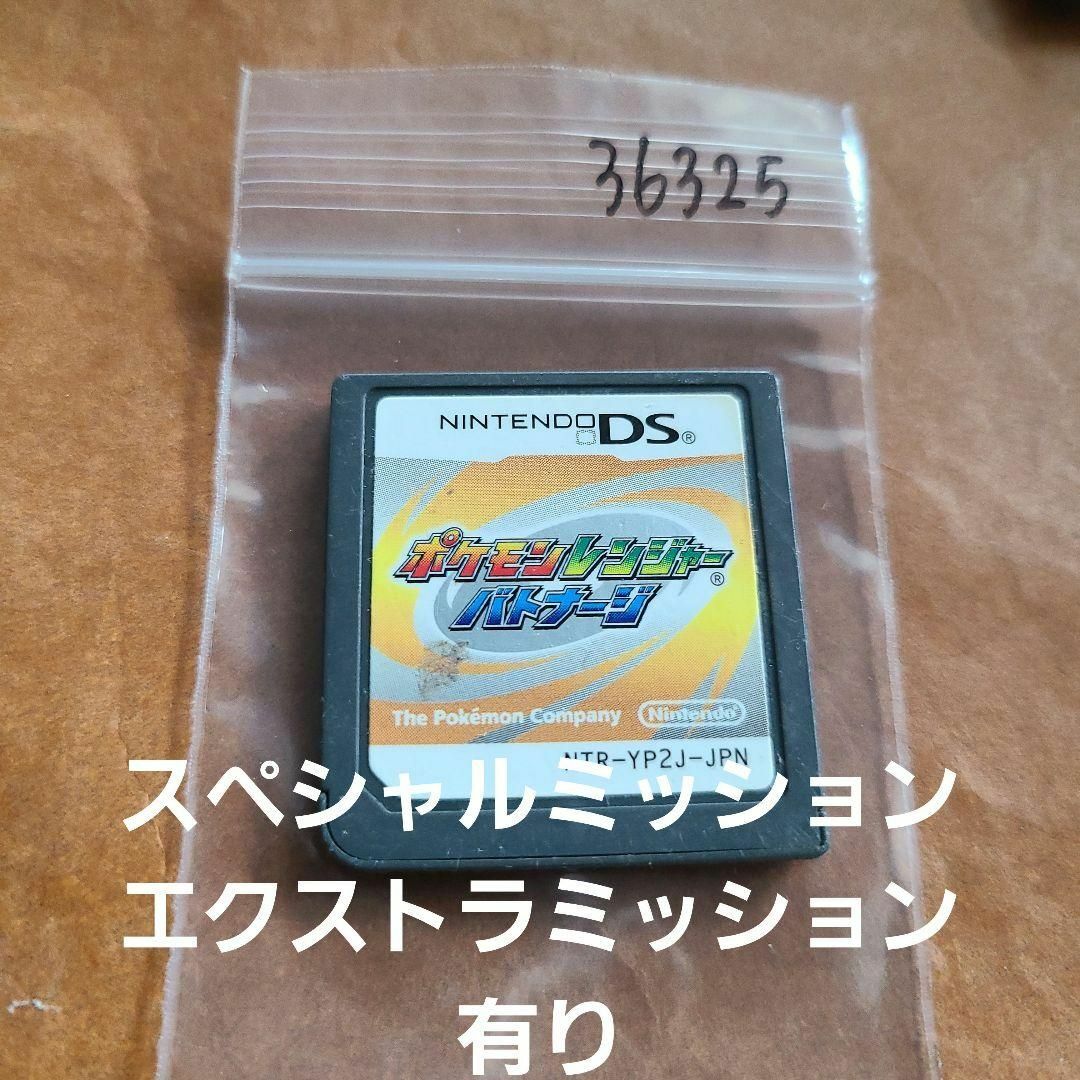 36325
NINTENDO DS®
ポケモンレンジャー®
バトナージ
The Pokémon Company Nintendo
NTR-YP2J-JPN
スペシャルミッション
エクストラミッション
有り